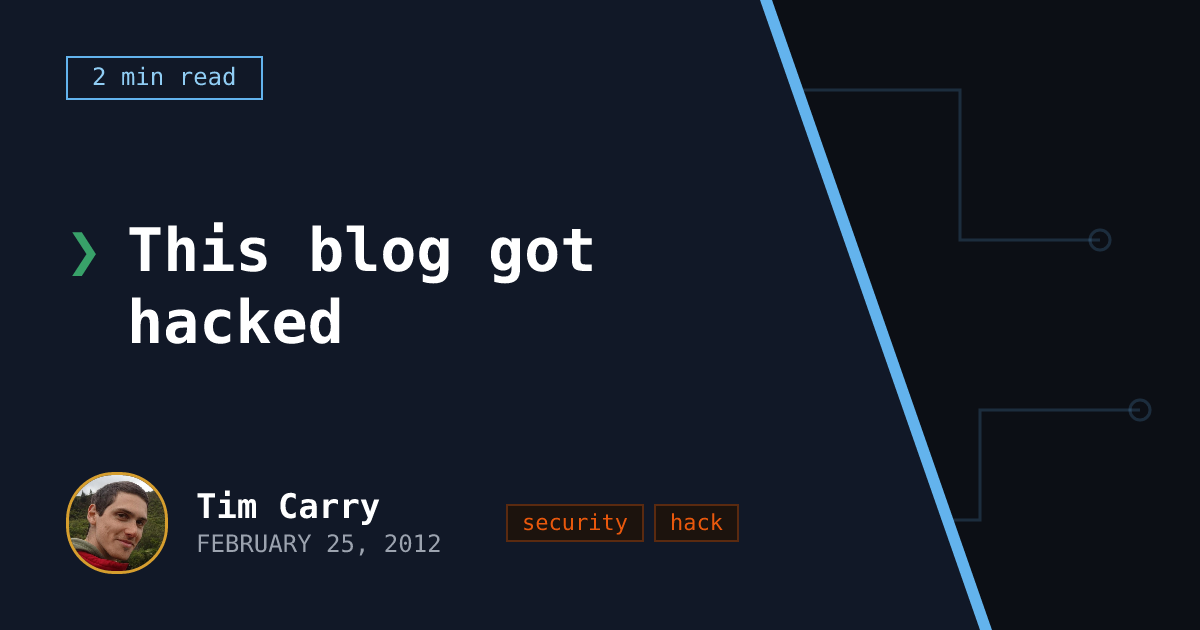 2 min read
❯ This blog got
hacked
Tim Carry
FEBRUARY 25, 2012
security
hack